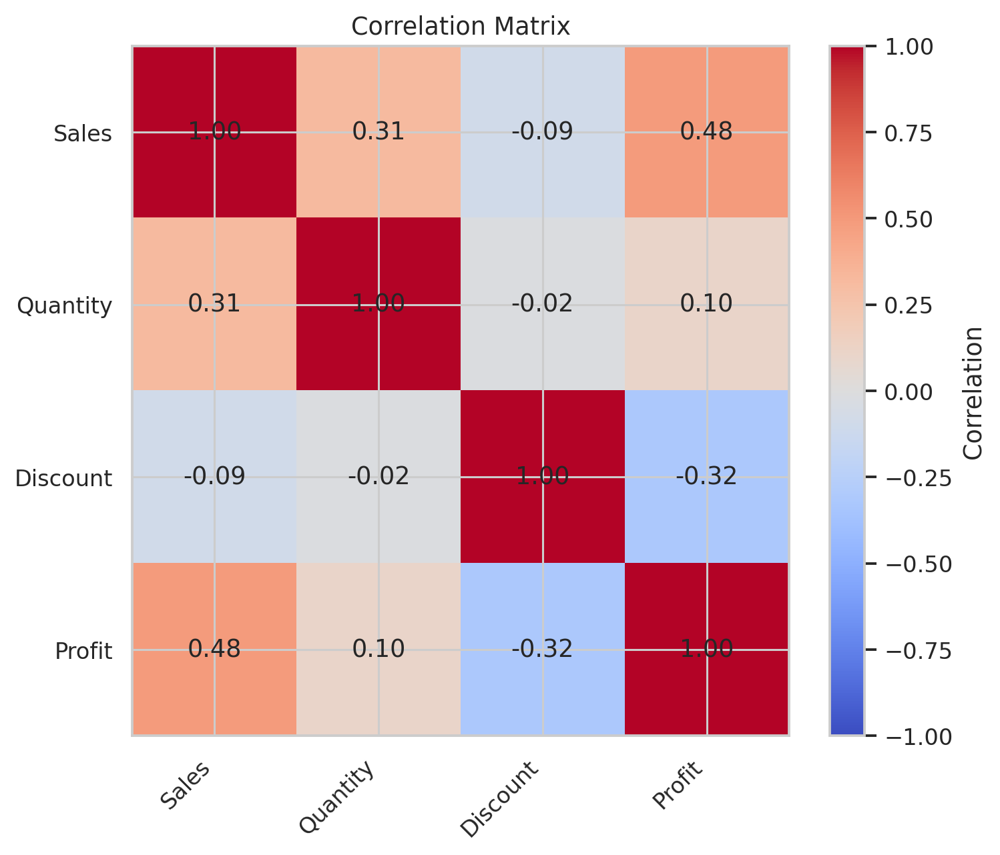 Correlation Matrix
Sales 1.00 0.31 -0.09 0.48
Quantity 0.31 1.00 -0.02 0.10
Discount -0.09 -0.02 1.00 -0.32
Profit 0.48 0.10 -0.32 1.00
Sales Quantity Discount Profit
1.00
0.75
0.50
0.25
0.00
−0.25
−0.50
−0.75
−1.00
Correlation